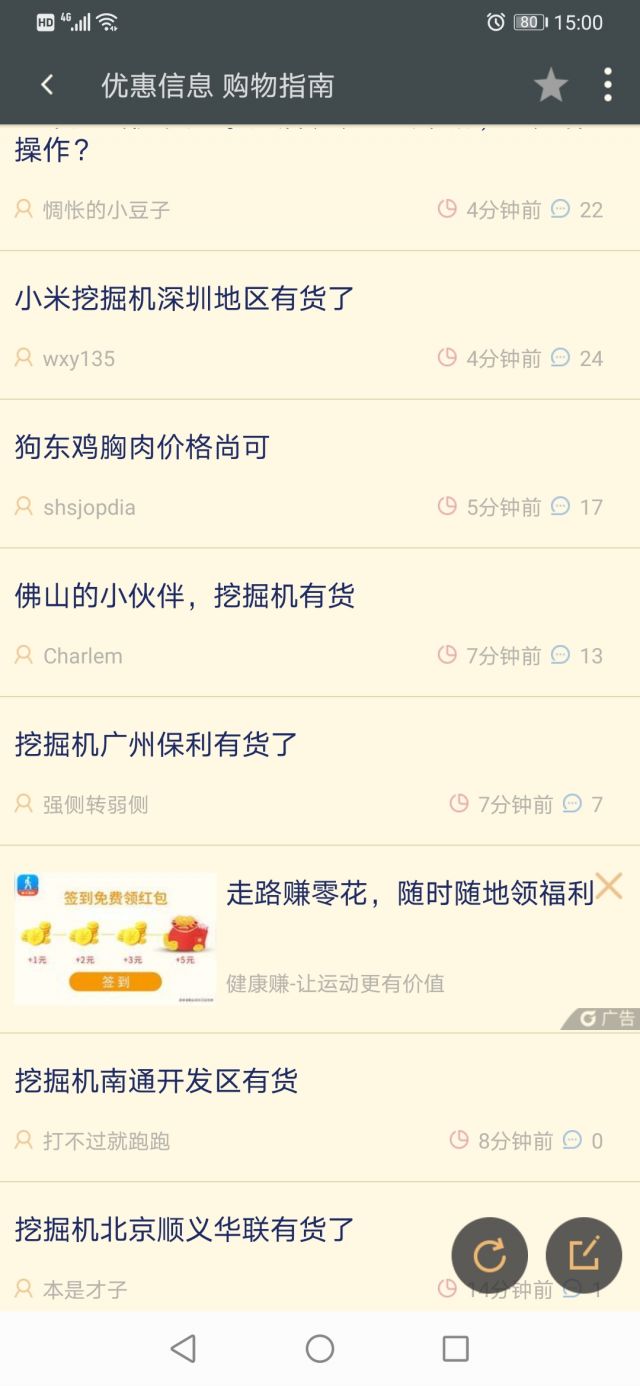 HD 4G 80 15:00
优惠信息 购物指南
操作？
惆怅的小豆子 4分钟前 22
小米挖掘机深圳地区有货了
wxy135 4分钟前 24
狗东鸡胸肉价格尚可
shsjopdia 5分钟前 17
佛山的小伙伴，挖掘机有货
Charlem 7分钟前 13
挖掘机广州保利有货了
强侧转弱侧 7分钟前 7
签到免费领红包
+1元 +2元 +3元 +5元
签到
走路赚零花，随时随地领福利
健康赚-让运动更有价值
广告
挖掘机南通开发区有货
打不过就跑跑 8分钟前 0
挖掘机北京顺义华联有货了
本是才子 14分钟前 1